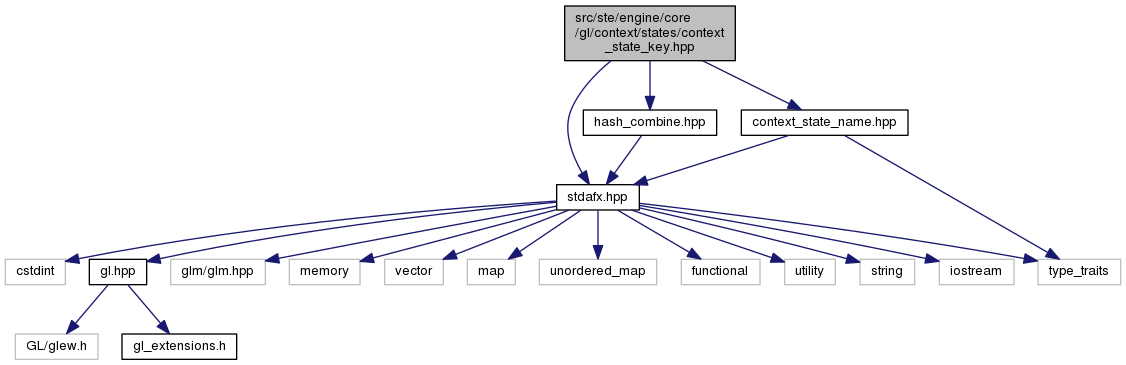 src/ste/engine/core
/gl/context/states/context
_state_key.hpp
hash_combine.hpp
context_state_name.hpp
stdafx.hpp
cstdint
gl.hpp
glm/glm.hpp
memory
vector
map
unordered_map
functional
utility
string
iostream
type_traits
GL/glew.h
gl_extensions.h